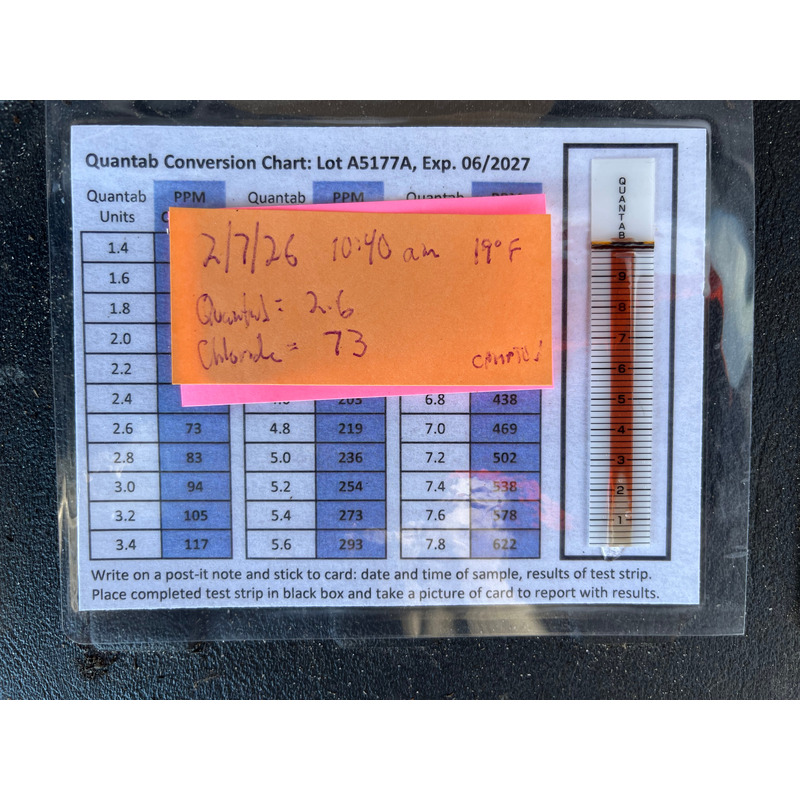 Quantab Conversion Chart: Lot A5177A, Exp. 06/2027
Quantab Units PPM Quantab PPM Quantab PPM
1.4
1.6
1.8
2.0
2.2
2.4 205 6.8 438
2.6 73 4.8 219 7.0 469
2.8 83 5.0 236 7.2 502
3.0 94 5.2 254 7.4 538
3.2 105 5.4 273 7.6 578
3.4 117 5.6 293 7.8 622
2/7/26 10:40 am 19°F
Quantab = 2.6
Chloride = 73
QUANTAB
9
8
7
6
5
4
3
2
1
Write on a post-it note and stick to card: date and time of sample, results of test strip.
Place completed test strip in black box and take a picture of card to report with results.